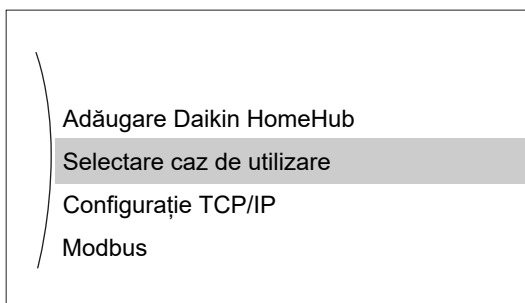 Adăugare Daikin HomeHub
Selectare caz de utilizare
Configurație TCP/IP
Modbus